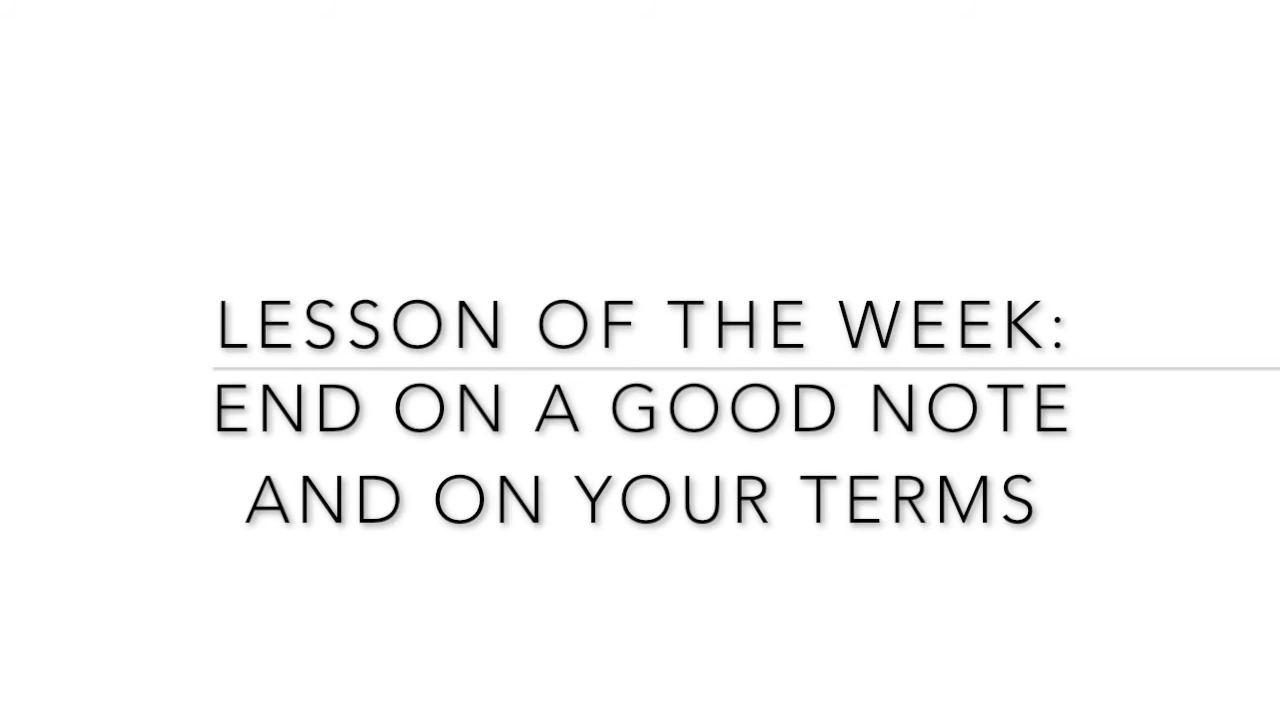 LESSON OF THE WEEK:
END ON A GOOD NOTE
AND ON YOUR TERMS